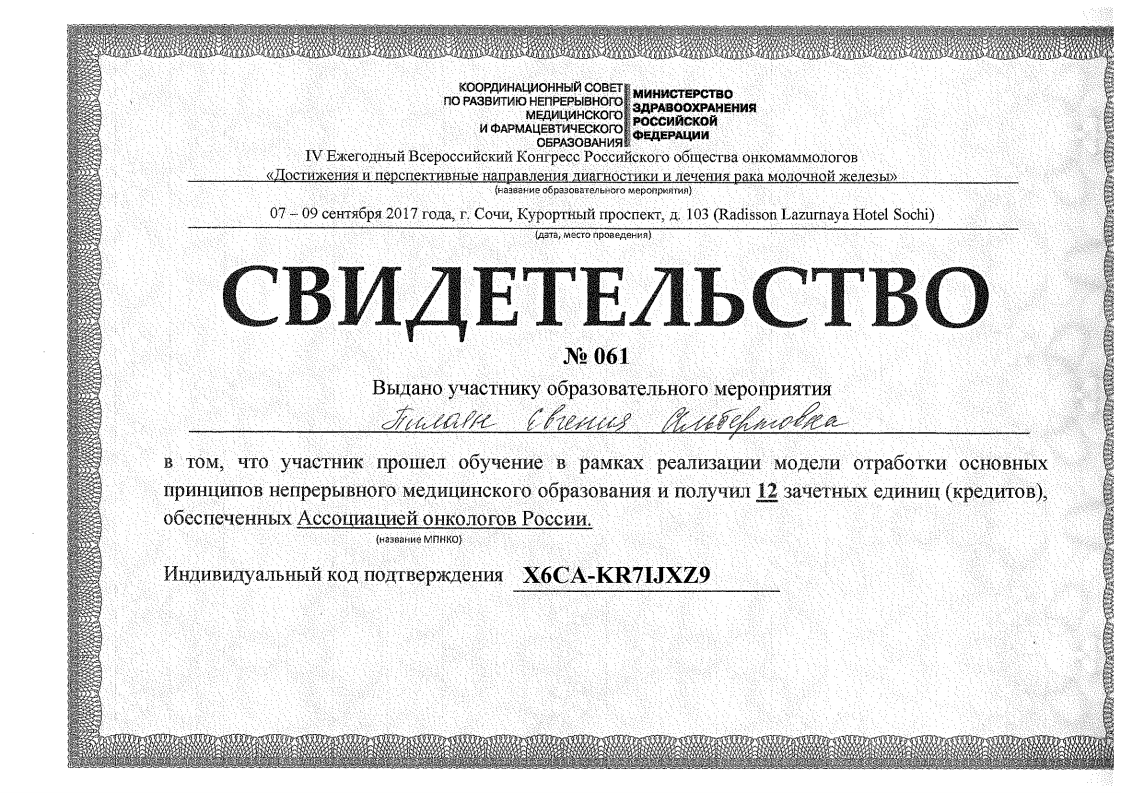 КООРДИНАЦИОННЫЙ СОВЕТ
ПО РАЗВИТИЮ НЕПРЕРЫВНОГО
МЕДИЦИНСКОГО
И ФАРМАЦЕВТИЧЕСКОГО
ОБРАЗОВАНИЯ
МИНИСТЕРСТВО
ЗДРАВООХРАНЕНИЯ
РОССИЙСКОЙ
ФЕДЕРАЦИИ
IV Ежегодный Всероссийский Конгресс Российского общества онкомаммологов
«Достижения и перспективные направления диагностики и лечения рака молочной железы»
(название образовательного мероприятия)
07 – 09 сентября 2017 года, г. Сочи, Курортный проспект, д. 103 (Radisson Lazurnaya Hotel Sochi)
(дата, место проведения)
СВИДЕТЕЛЬСТВО
№ 061
Выдано участнику образовательного мероприятия
Евгения Альбертовна
в том, что участник прошел обучение в рамках реализации модели отработки основных
принципов непрерывного медицинского образования и получил 12 зачетных единиц (кредитов),
обеспеченных Ассоциацией онкологов России.
(название МПНКО)
Индивидуальный код подтверждения X6CA-KR7IJXZ9